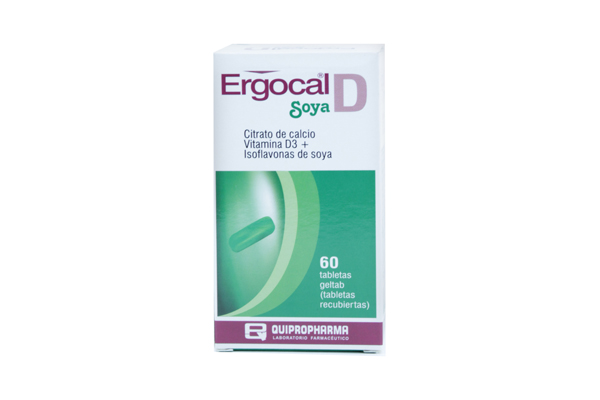 Ergocal® D
Soya
Citrato de calcio
Vitamina D3 +
Isoflavonas de soya
60
tabletas
geltab
(tabletas
recubiertas)
QUIPROPHARMA
LABORATORIO FARMACÉUTICO